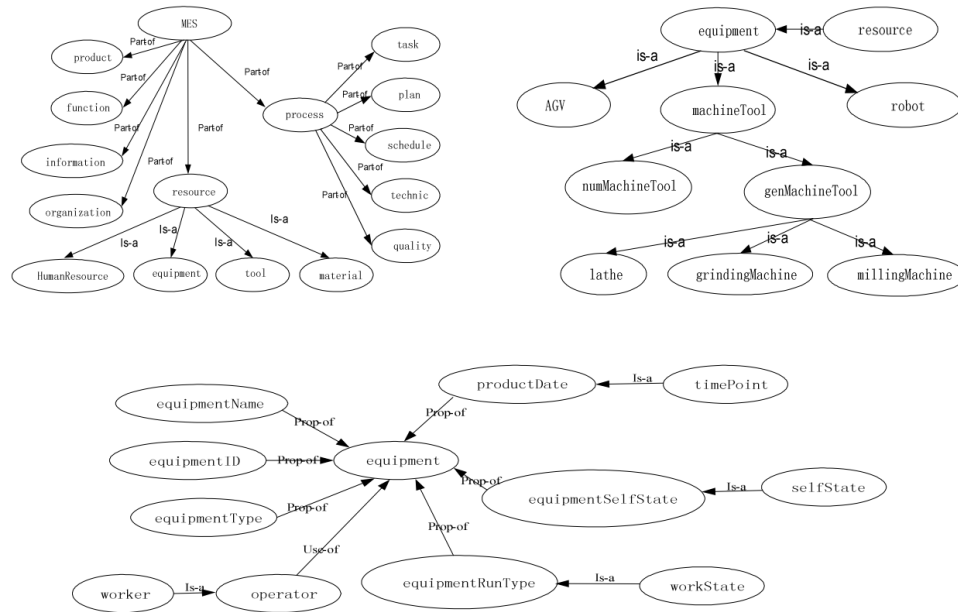 MES
Part-of
product
Part-of
function
Part-of
information
Part-of
organization
Part-of
resource
Part-of
process
Part-of
task
Part-of
plan
Part-of
schedule
Part-of
technic
Part-of
quality
Is-a
HumanResource
Is-a
equipment
Is-a
tool
Is-a
material
equipment
is-a
resource
is-a
AGV
is-a
machineTool
is-a
robot
is-a
numMachineTool
is-a
genMachineTool
is-a
lathe
is-a
grindingMachine
is-a
millingMachine
equipmentName
Prop-of
productDate
Is-a
timePoint
Prop-of
equipmentID
Prop-of
equipment
Prop-of
equipmentSelfState
Is-a
selfState
equipmentType
Prop-of
Use-of
Prop-of
worker
Is-a
operator
equipmentRunType
Is-a
workState